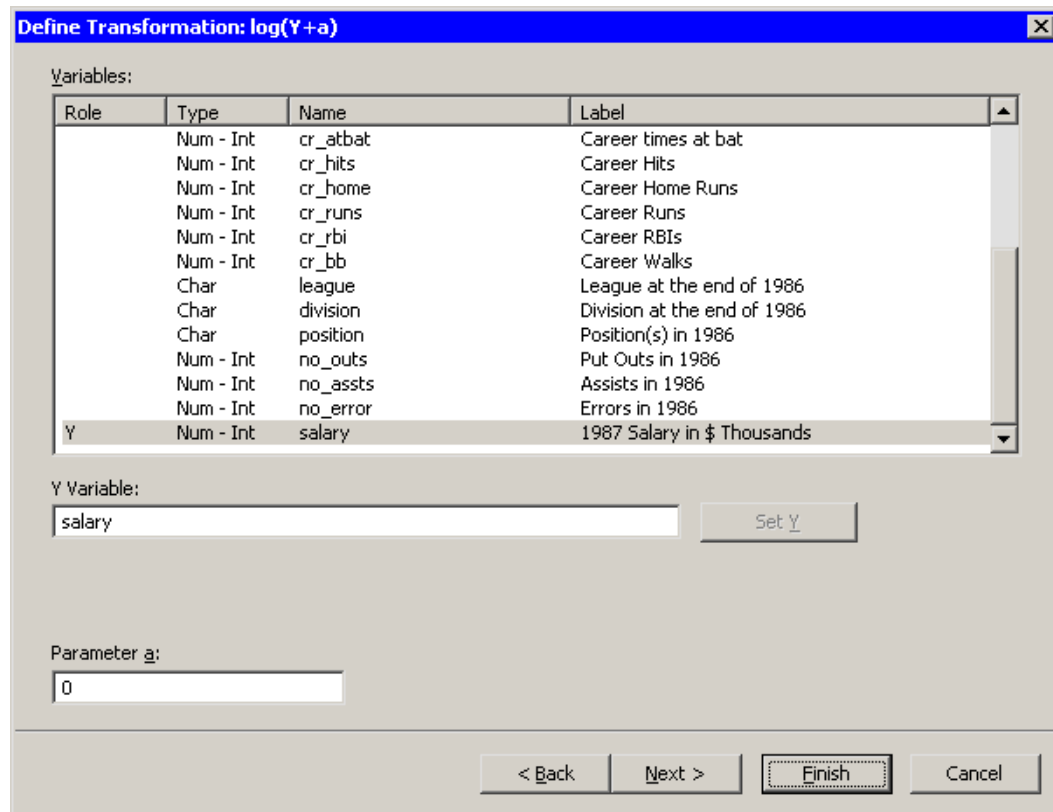 Define Transformation: log(Y+a)
Variables:
Role Type Name Label
Num - Int cr_atbat Career times at bat
Num - Int cr_hits Career Hits
Num - Int cr_home Career Home Runs
Num - Int cr_runs Career Runs
Num - Int cr_rbi Career RBIs
Num - Int cr_bb Career Walks
Char league League at the end of 1986
Char division Division at the end of 1986
Char position Position(s) in 1986
Num - Int no_outs Put Outs in 1986
Num - Int no_assts Assists in 1986
Num - Int no_error Errors in 1986
Y Num - Int salary 1987 Salary in $ Thousands
Y Variable:
salary Set Y
Parameter a:
0
< Back Next > Finish Cancel